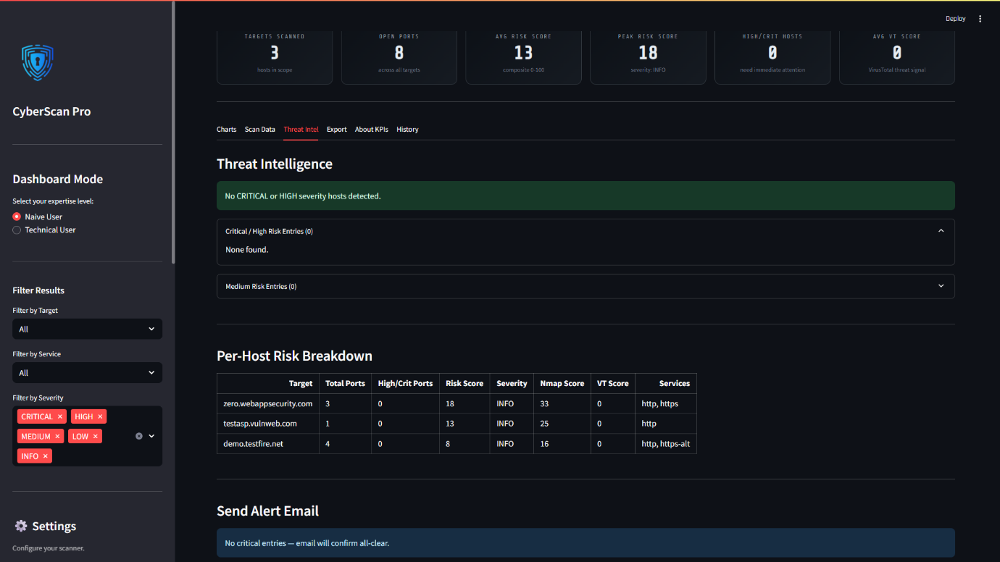 Deploy
CyberScan Pro
Dashboard Mode
Select your expertise level:
Naive User
Technical User
Filter Results
Filter by Target
All
Filter by Service
All
Filter by Severity
CRITICAL × HIGH ×
MEDIUM × LOW ×
INFO ×
Settings
Configure your scanner.
TARGETS SCANNED OPEN PORTS AVG RISK SCORE PEAK RISK SCORE HIGH/CRIT HOSTS AVG VT SCORE
3 8 13 18 0 0
hosts in scope across all targets composite 0-100 severity: INFO need immediate attention VirusTotal threat signal
Charts Scan Data Threat Intel Export About KPIs History
Threat Intelligence
No CRITICAL or HIGH severity hosts detected.
Critical / High Risk Entries (0)
None found.
Medium Risk Entries (0)
Per-Host Risk Breakdown
Target Total Ports High/Crit Ports Risk Score Severity Nmap Score VT Score Services
zero.webappsecurity.com 3 0 18 INFO 33 0 http, https
testasp.vulnweb.com 1 0 13 INFO 25 0 http
demo.testfire.net 4 0 8 INFO 16 0 http, https-alt
Send Alert Email
No critical entries — email will confirm all-clear.